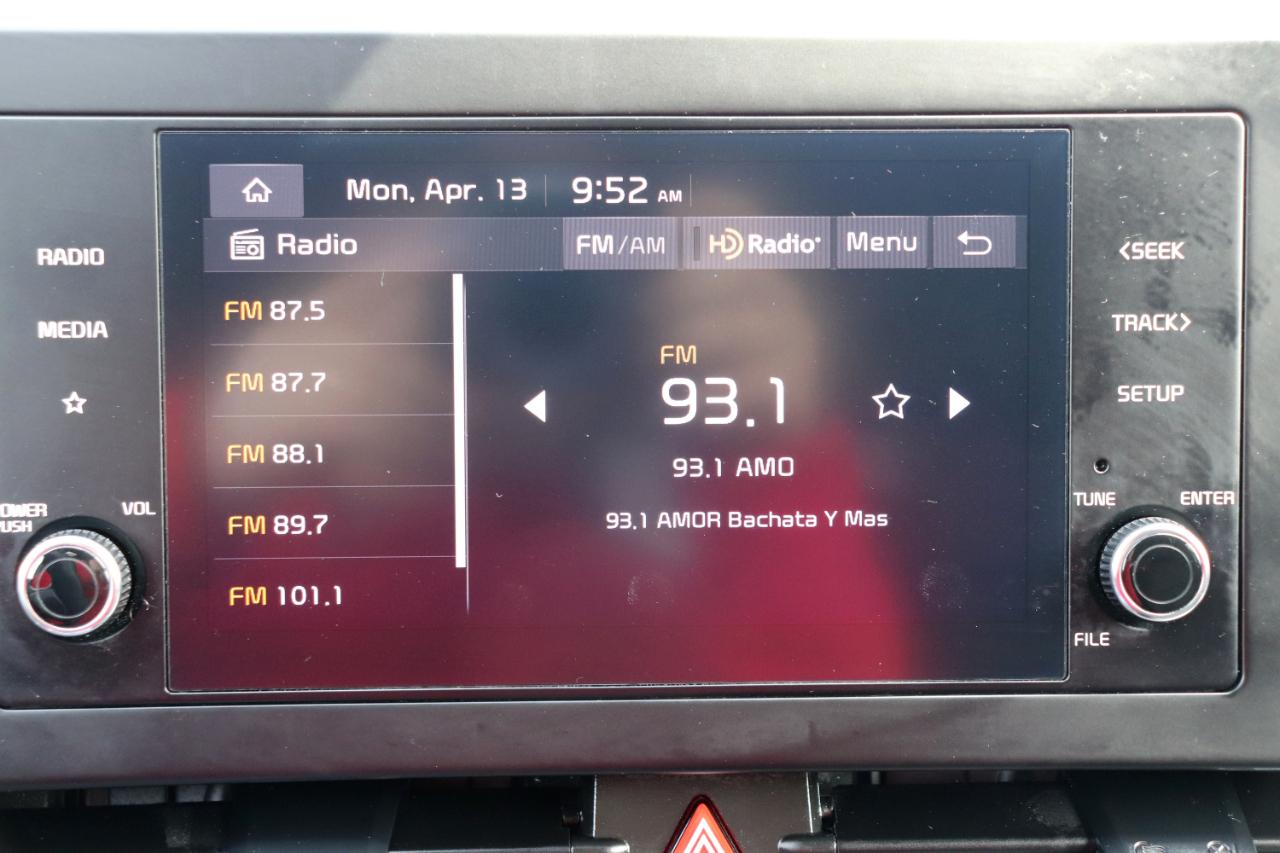 Mon, Apr. 13 9:52 AM
Radio FM/AM HD Radio Menu
RADIO
MEDIA
FM 87.5
FM 87.7
FM 88.1
FM 89.7
FM 101.1
FM
93.1
93.1 AMO
93.1 AMOR Bachata Y Mas
<SEEK
TRACK>
SETUP
VOL
TUNE ENTER
FILE